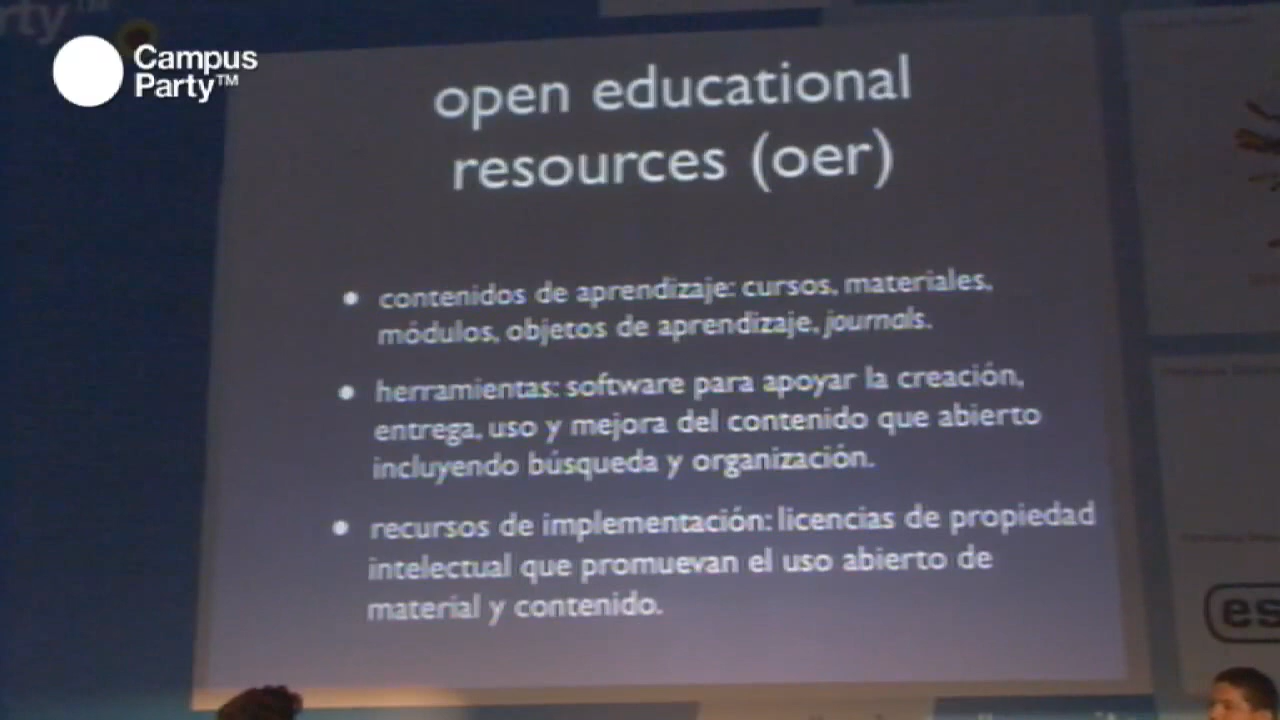 rty™
Campus
Party™
open educational
resources (oer)
• contenidos de aprendizaje: cursos, materiales,
módulos, objetos de aprendizaje, journals.
• herramientas: software para apoyar la creación,
entrega, uso y mejora del contenido que abierto
incluyendo búsqueda y organización.
• recursos de implementación: licencias de propiedad
intelectual que promuevan el uso abierto de
material y contenido.
es